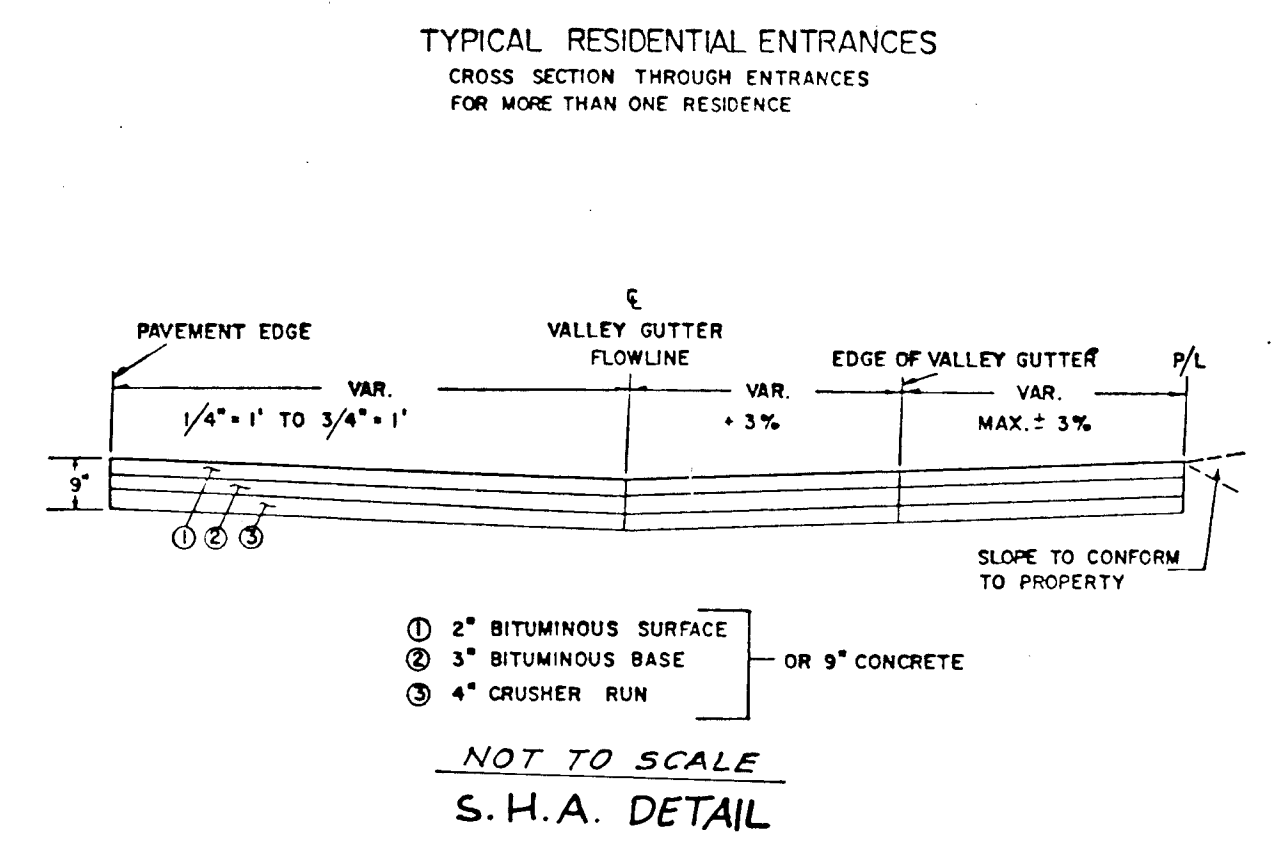 TYPICAL RESIDENTIAL ENTRANCES
CROSS SECTION THROUGH ENTRANCES
FOR MORE THAN ONE RESIDENCE
℄
PAVEMENT EDGE
VALLEY GUTTER
FLOWLINE
EDGE OF VALLEY GUTTER
P/L
VAR.
VAR.
VAR.
1/4" = 1' TO 3/4" = 1'
+ 3%
MAX. ± 3%
9"
① ② ③
SLOPE TO CONFORM
TO PROPERTY
① 2" BITUMINOUS SURFACE
② 3" BITUMINOUS BASE
③ 4" CRUSHER RUN
OR 9" CONCRETE
NOT TO SCALE
S.H.A. DETAIL